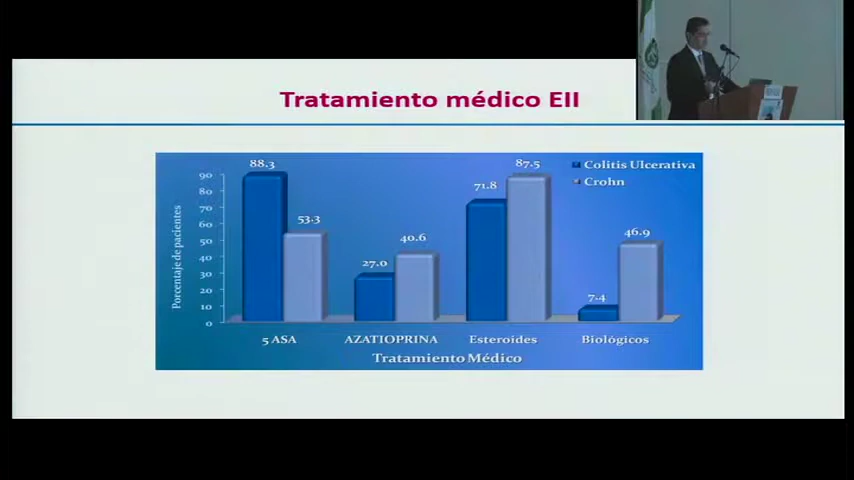 Tratamiento médico EII
88.3
53.3
27.0
40.6
71.8
87.5
7.4
46.9
Colitis Ulcerativa
Crohn
Porcentaje de pacientes
90
80
70
60
50
40
30
20
10
0
5 ASA
AZATIOPRINA
Esteroides
Biológicos
Tratamiento Médico